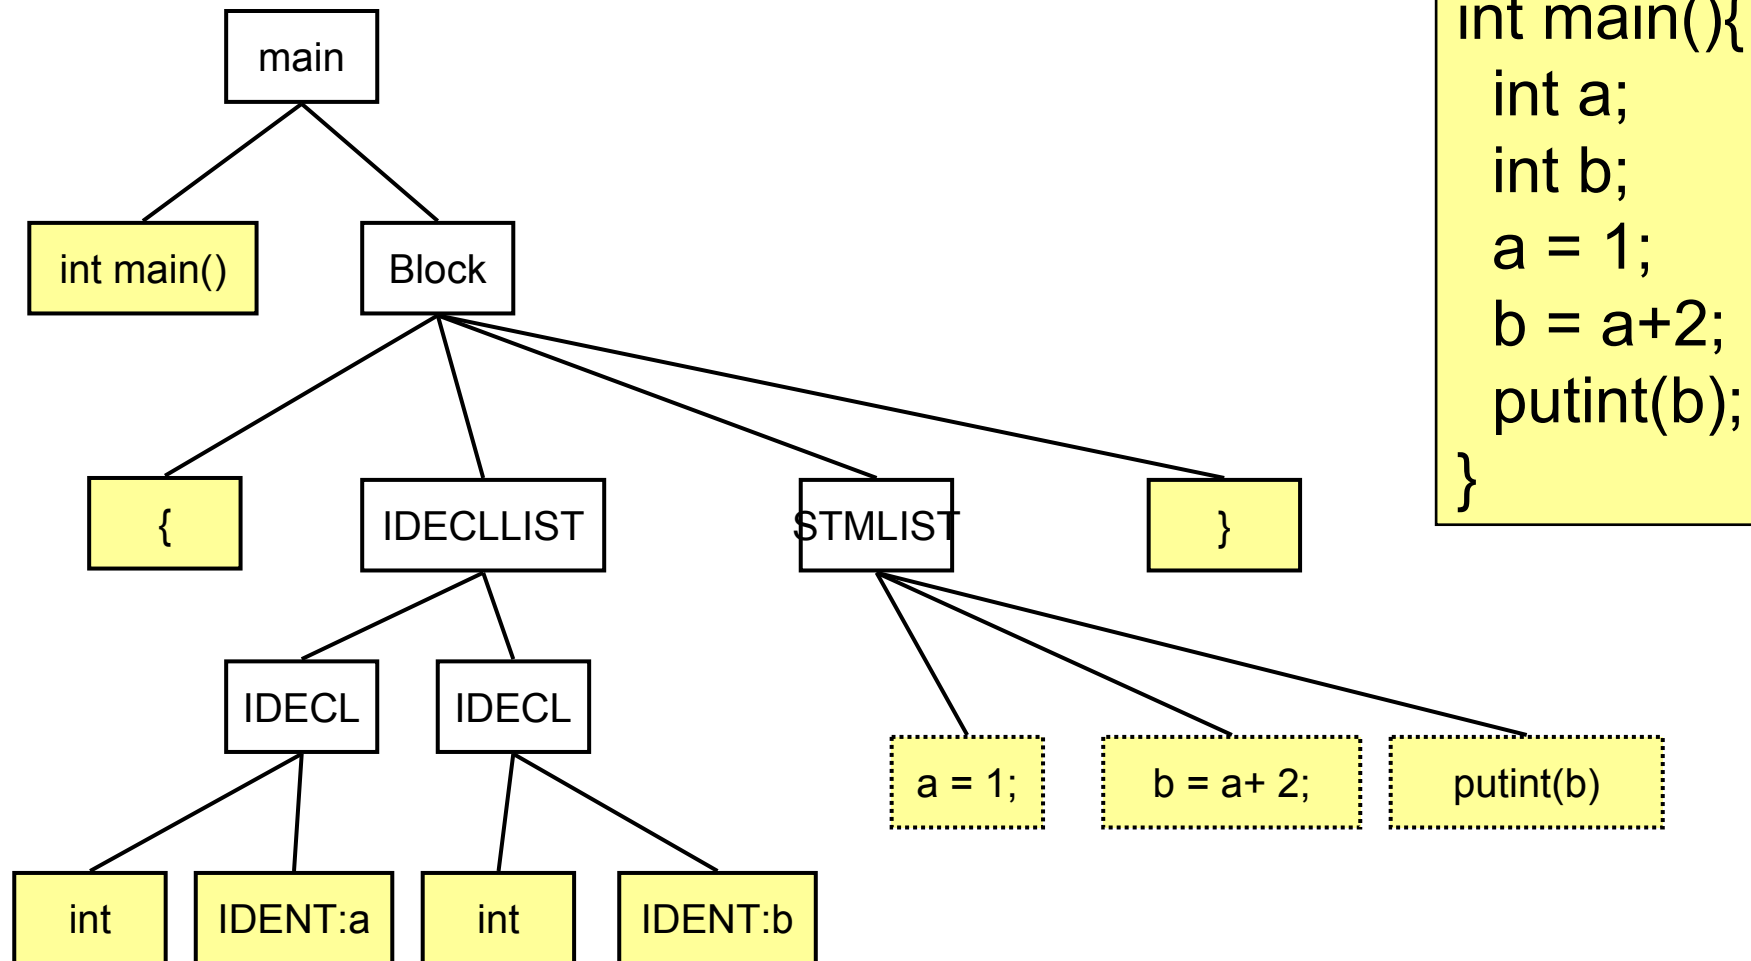 main
int main()
Block
{
IDECLLIST
STMLIST
}
IDECL
IDECL
a = 1;
b = a+ 2;
putint(b)
int
IDENT:a
int
IDENT:b
int main(){
int a;
int b;
a = 1;
b = a+2;
putint(b);
}